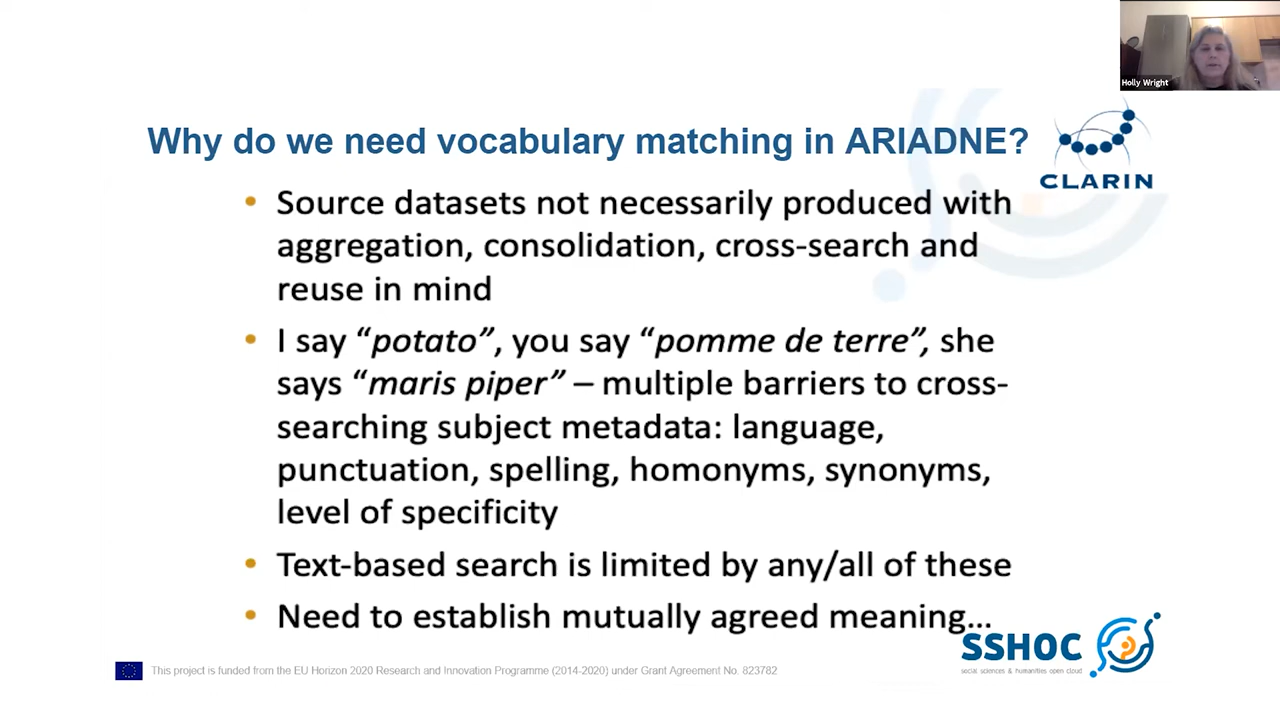 Holly Wright
Why do we need vocabulary matching in ARIADNE?
CLARIN
• Source datasets not necessarily produced with
aggregation, consolidation, cross-search and
reuse in mind
• I say “potato”, you say “pomme de terre”, she
says “maris piper” – multiple barriers to cross-
searching subject metadata: language,
punctuation, spelling, homonyms, synonyms,
level of specificity
• Text-based search is limited by any/all of these
• Need to establish mutually agreed meaning…
SSHOC
social sciences & humanities open cloud
This project is funded from the EU Horizon 2020 Research and Innovation Programme (2014-2020) under Grant Agreement No. 823782